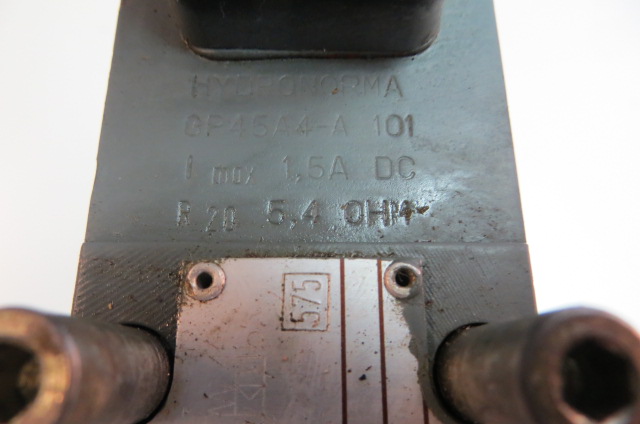 HYDRONORMA
GP45A4-A 101
I max 1,5A DC
R 20 5,4 OHM
575